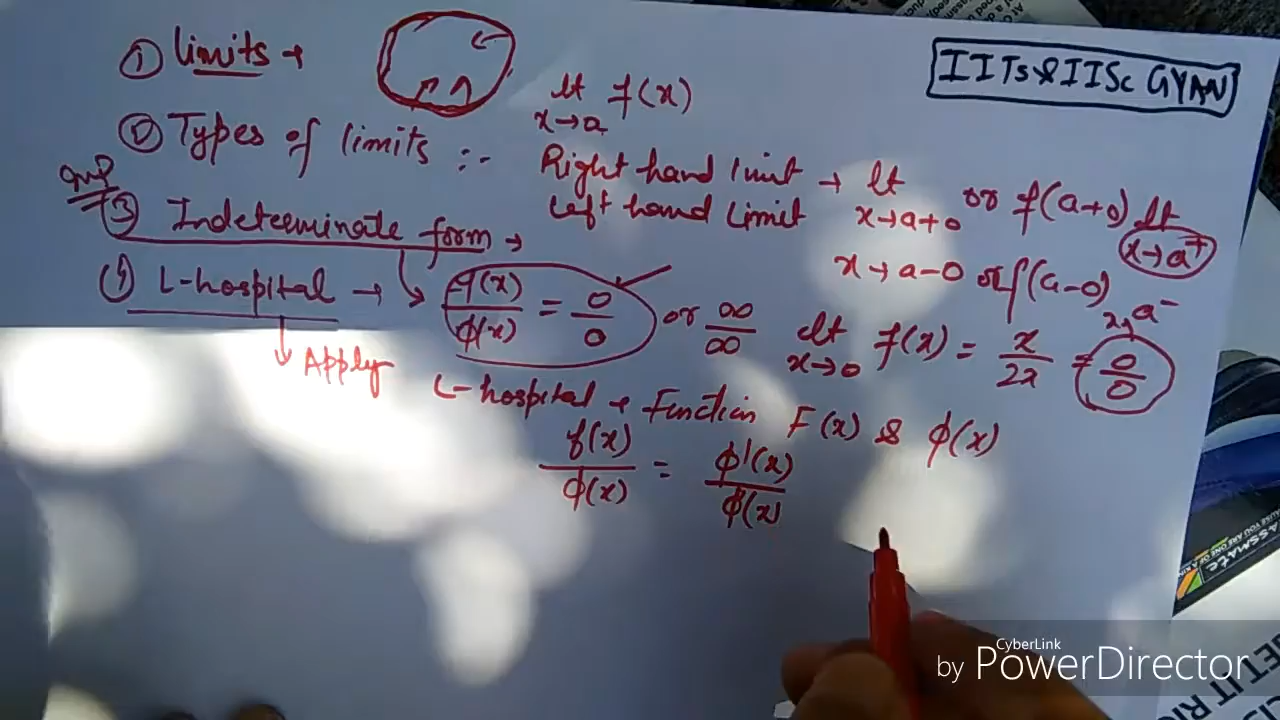 ① Limits →
IITs & IISc GYAN
lt f(x)
x→a
② Types of limits :- Right hand limit → lt or f(a+0) lt
x→a+0 x→a⁺
Left hand Limit
x→a-0 or f(a-0)
x→a⁻
Imp
③ Indeterminate form →
④ L-hospital → f(x)/ϕ(x) = 0/0 or ∞/∞ lt x→0 f(x) = x/2x = 0/0
↓ Apply
L-hospital → Function F(x) & ϕ(x)
f(x)/ϕ(x) = ϕ'(x)/ϕ(x
CyberLink
by PowerDirector